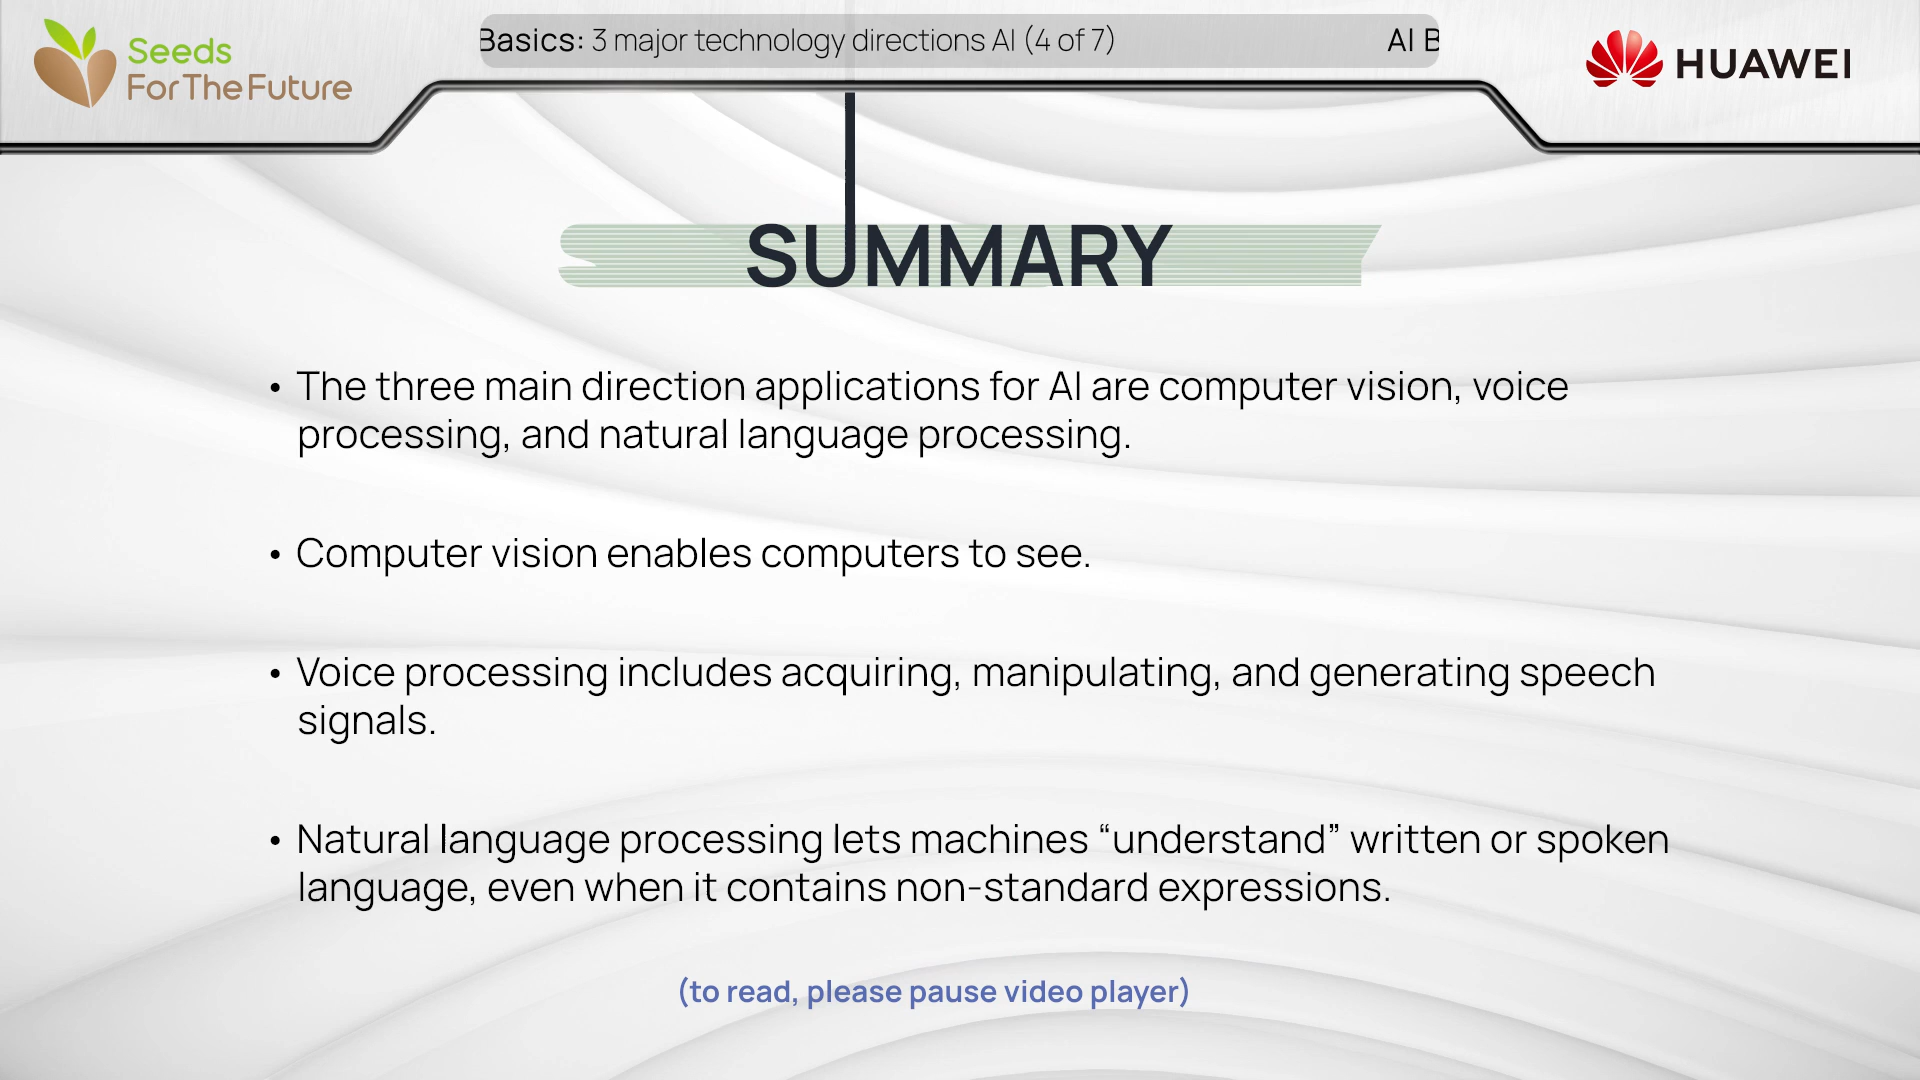 Seeds
ForTheFuture
Basics: 3 major technology directions AI (4 of 7)
AI B
HUAWEI
SUMMARY
• The three main direction applications for AI are computer vision, voice
processing, and natural language processing.
• Computer vision enables computers to see.
• Voice processing includes acquiring, manipulating, and generating speech
signals.
• Natural language processing lets machines “understand” written or spoken
language, even when it contains non-standard expressions.
(to read, please pause video player)